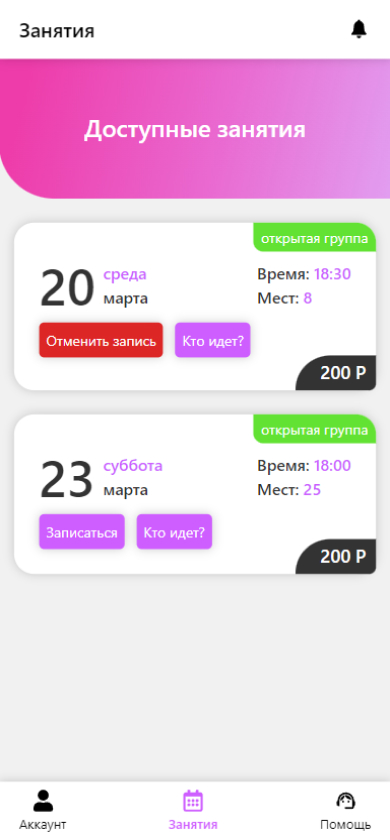 Занятия
Доступные занятия
открытая группа
20
среда
марта
Время: 18:30
Мест: 8
Отменить запись
Кто идет?
200 Р
открытая группа
23
суббота
марта
Время: 18:00
Мест: 25
Записаться
Кто идет?
200 Р
Аккаунт
Занятия
Помощь